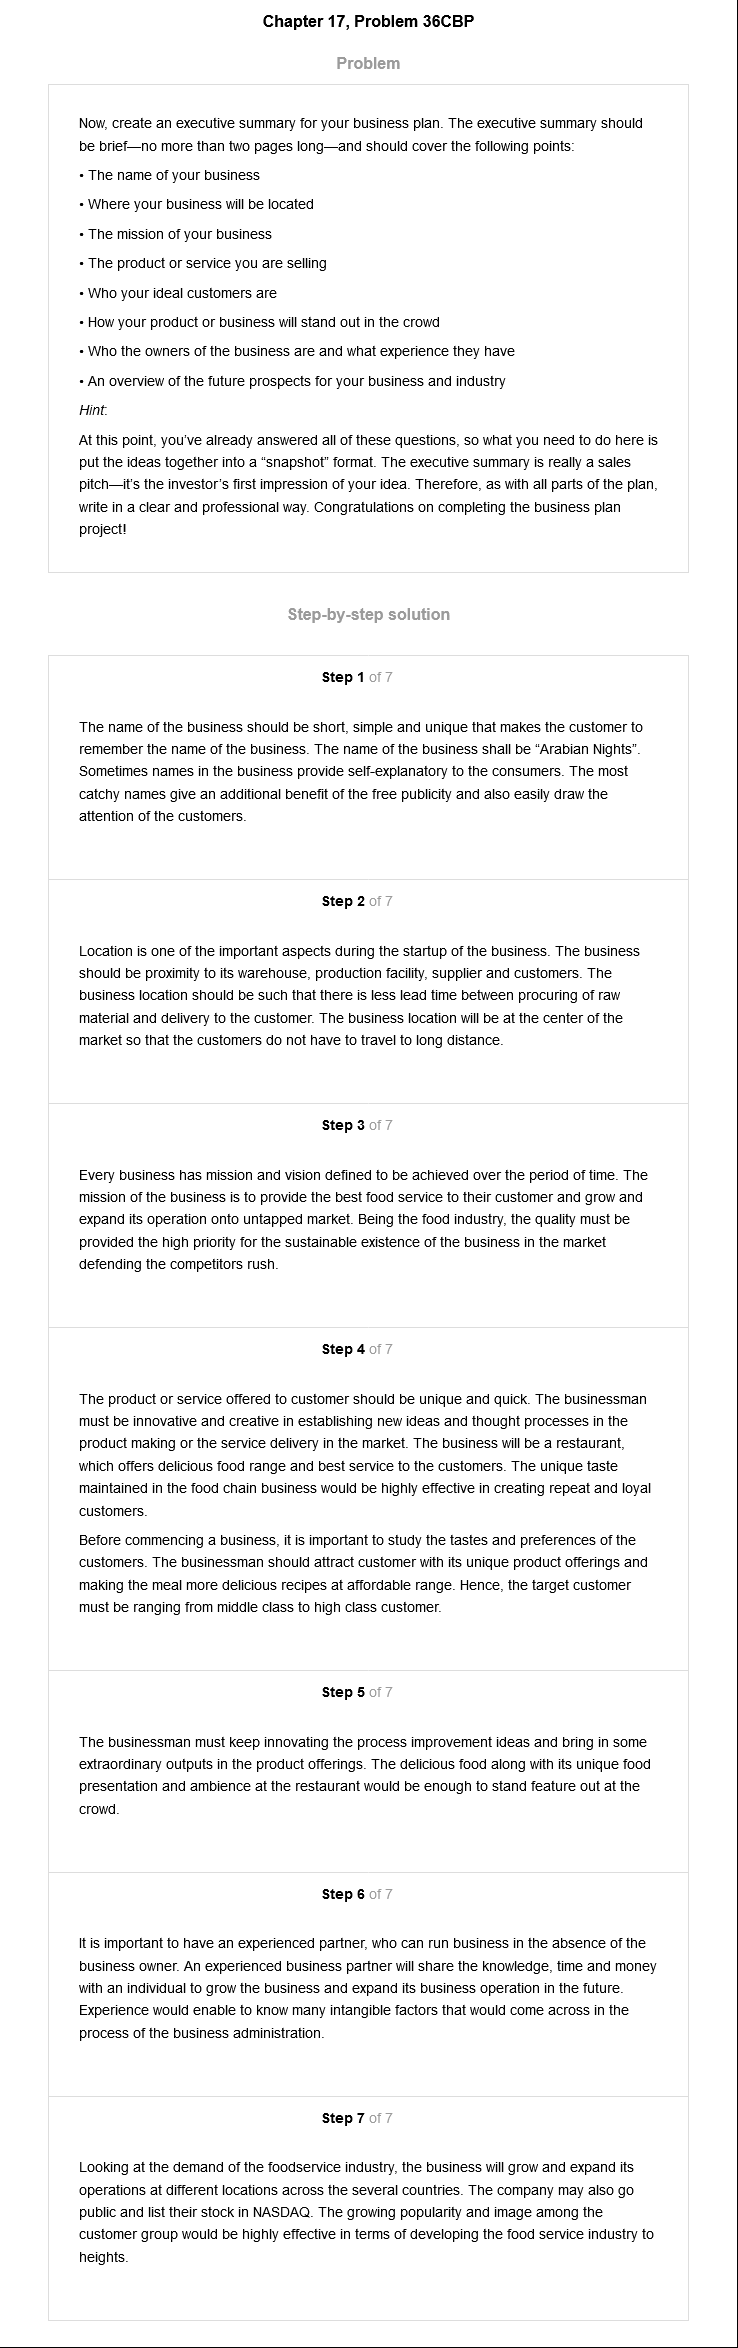 Chapter 17, Problem 36CBP
Problem
Now, create an executive summary for your business plan. The executive summary should
be brief—no more than two pages long—and should cover the following points:
• The name of your business
• Where your business will be located
• The mission of your business
• The product or service you are selling
• Who your ideal customers are
• How your product or business will stand out in the crowd
• Who the owners of the business are and what experience they have
• An overview of the future prospects for your business and industry
Hint:
At this point, you've already answered all of these questions, so what you need to do here is
put the ideas together into a “snapshot” format. The executive summary is really a sales
pitch—it's the investor's first impression of your idea. Therefore, as with all parts of the plan,
write in a clear and professional way. Congratulations on completing the business plan
project!
Step-by-step solution
Step 1 of 7
The name of the business should be short, simple and unique that makes the customer to
remember the name of the business. The name of the business shall be “Arabian Nights”.
Sometimes names in the business provide self-explanatory to the consumers. The most
catchy names give an additional benefit of the free publicity and also easily draw the
attention of the customers.
Step 2 of 7
Location is one of the important aspects during the startup of the business. The business
should be proximity to its warehouse, production facility, supplier and customers. The
business location should be such that there is less lead time between procuring of raw
material and delivery to the customer. The business location will be at the center of the
market so that the customers do not have to travel to long distance.
Step 3 of 7
Every business has mission and vision defined to be achieved over the period of time. The
mission of the business is to provide the best food service to their customer and grow and
expand its operation onto untapped market. Being the food industry, the quality must be
provided the high priority for the sustainable existence of the business in the market
defending the competitors rush.
Step 4 of 7
The product or service offered to customer should be unique and quick. The businessman
must be innovative and creative in establishing new ideas and thought processes in the
product making or the service delivery in the market. The business will be a restaurant,
which offers delicious food range and best service to the customers. The unique taste
maintained in the food chain business would be highly effective in creating repeat and loyal
customers.
Before commencing a business, it is important to study the tastes and preferences of the
customers. The businessman should attract customer with its unique product offerings and
making the meal more delicious recipes at affordable range. Hence, the target customer
must be ranging from middle class to high class customer.
Step 5 of 7
The businessman must keep innovating the process improvement ideas and bring in some
extraordinary outputs in the product offerings. The delicious food along with its unique food
presentation and ambience at the restaurant would be enough to stand feature out at the
crowd.
Step 6 of 7
It is important to have an experienced partner, who can run business in the absence of the
business owner. An experienced business partner will share the knowledge, time and money
with an individual to grow the business and expand its business operation in the future.
Experience would enable to know many intangible factors that would come across in the
process of the business administration.
Step 7 of 7
Looking at the demand of the foodservice industry, the business will grow and expand its
operations at different locations across the several countries. The company may also go
public and list their stock in NASDAQ. The growing popularity and image among the
customer group would be highly effective in terms of developing the food service industry to
heights.